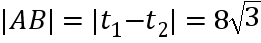 |AB| = |t₁−t₂| = 8√3